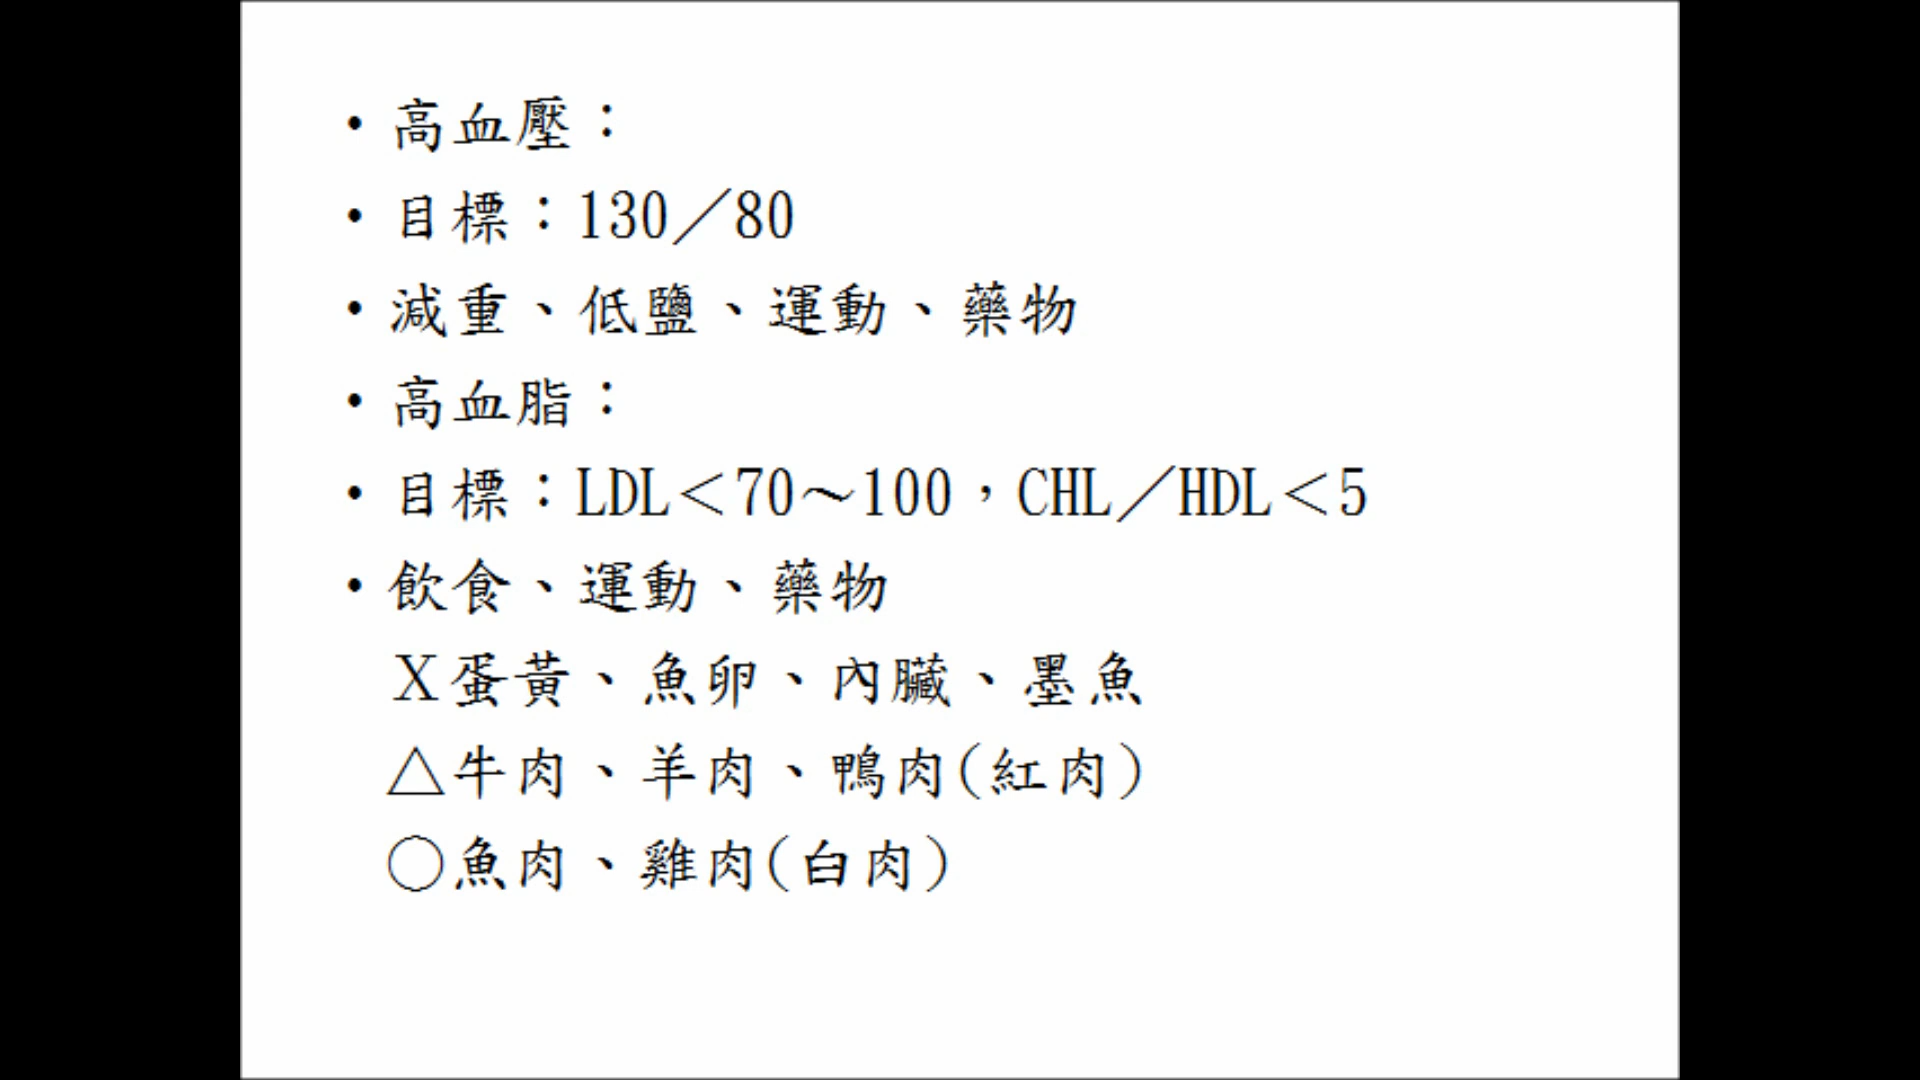 •高血壓：
•目標：130／80
•減重、低鹽、運動、藥物
•高血脂：
•目標：LDL＜70～100，CHL／HDL＜5
•飲食、運動、藥物
X蛋黃、魚卵、內臟、墨魚
△牛肉、羊肉、鴨肉(紅肉)
○魚肉、雞肉(白肉)